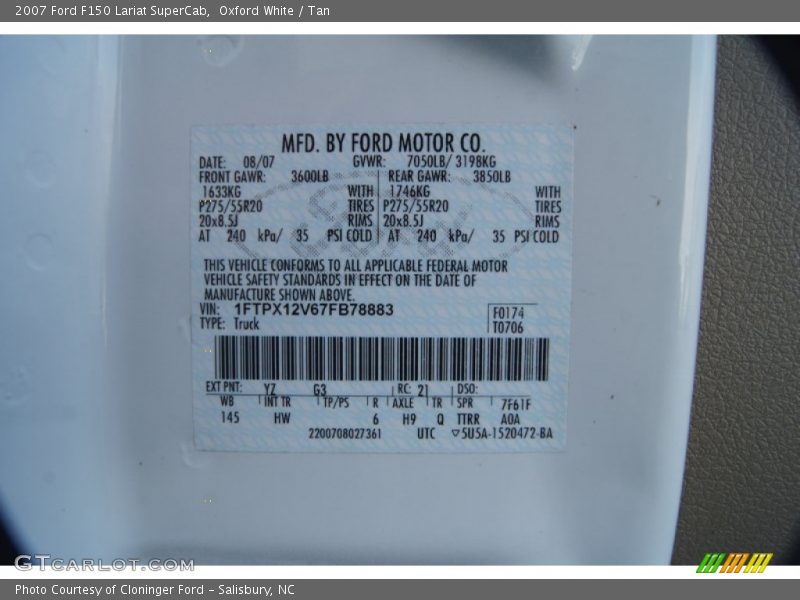 2007 Ford F150 Lariat SuperCab, Oxford White / Tan
MFD. BY FORD MOTOR CO.
DATE: 08/07 GVWR: 7050LB/ 3198KG
FRONT GAWR: 3600LB REAR GAWR: 3850LB
1633KG WITH 1746KG WITH
P275/55R20 TIRES P275/55R20 TIRES
20x8.5J RIMS 20x8.5J RIMS
AT 240 kPa/ 35 PSI COLD AT 240 kPa/ 35 PSI COLD
THIS VEHICLE CONFORMS TO ALL APPLICABLE FEDERAL MOTOR
VEHICLE SAFETY STANDARDS IN EFFECT ON THE DATE OF
MANUFACTURE SHOWN ABOVE.
VIN: 1FTPX12V67FB78883 F0174
TYPE: Truck T0706
EXT PNT: YZ G3 RC: 21 DSO:
WB INT TR TP/PS R AXLE TR SPR 7F61F
145 HW 6 H9 Q TTRR A0A
2200708027361 UTC ▽5U5A-1520472-BA
GTCARLOT.COM
Photo Courtesy of Cloninger Ford – Salisbury, NC